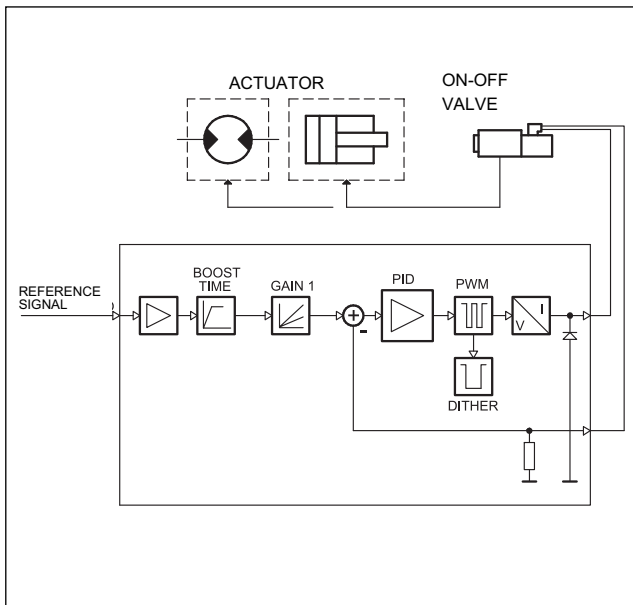 ACTUATOR
ON-OFF
VALVE
REFERENCE
SIGNAL
BOOST
TIME
GAIN 1
PID
PWM
I
V
DITHER
+
-